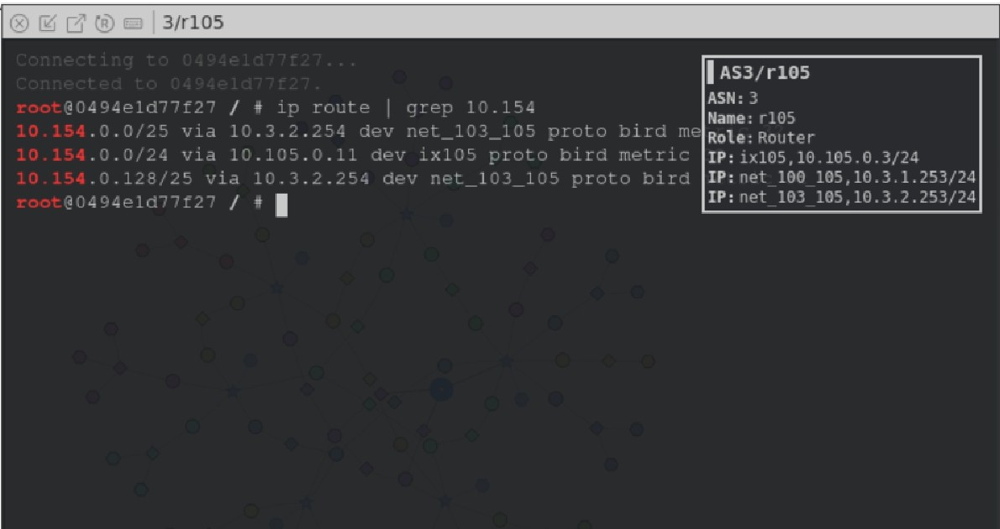 3/r105
Connecting to 0494e1d77f27...
Connected to 0494e1d77f27.
root@0494e1d77f27 / # ip route | grep 10.154
10.154.0.0/25 via 10.3.2.254 dev net_103_105 proto bird me
10.154.0.0/24 via 10.105.0.11 dev ix105 proto bird metric
10.154.0.128/25 via 10.3.2.254 dev net_103_105 proto bird
root@0494e1d77f27 / #
AS3/r105
ASN: 3
Name: r105
Role: Router
IP: ix105,10.105.0.3/24
IP: net_100_105,10.3.1.253/24
IP: net_103_105,10.3.2.253/24